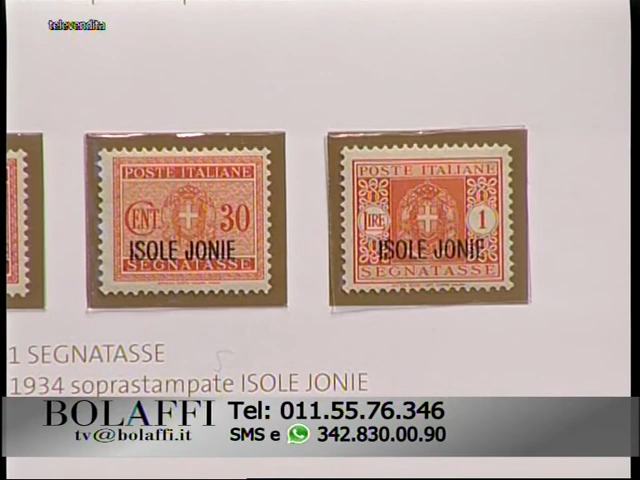 televendita
POSTE ITALIANE
CENT 30
ISOLE JONIE
SEGNATASSE
POSTE ITALIANE
LIRE 1
ISOLE JONIE
SEGNATASSE
1 SEGNATASSE
1934 soprastampate ISOLE JONIE
BOLAFFI
tv@bolaffi.it
Tel: 011.55.76.346
SMS e 342.830.00.90